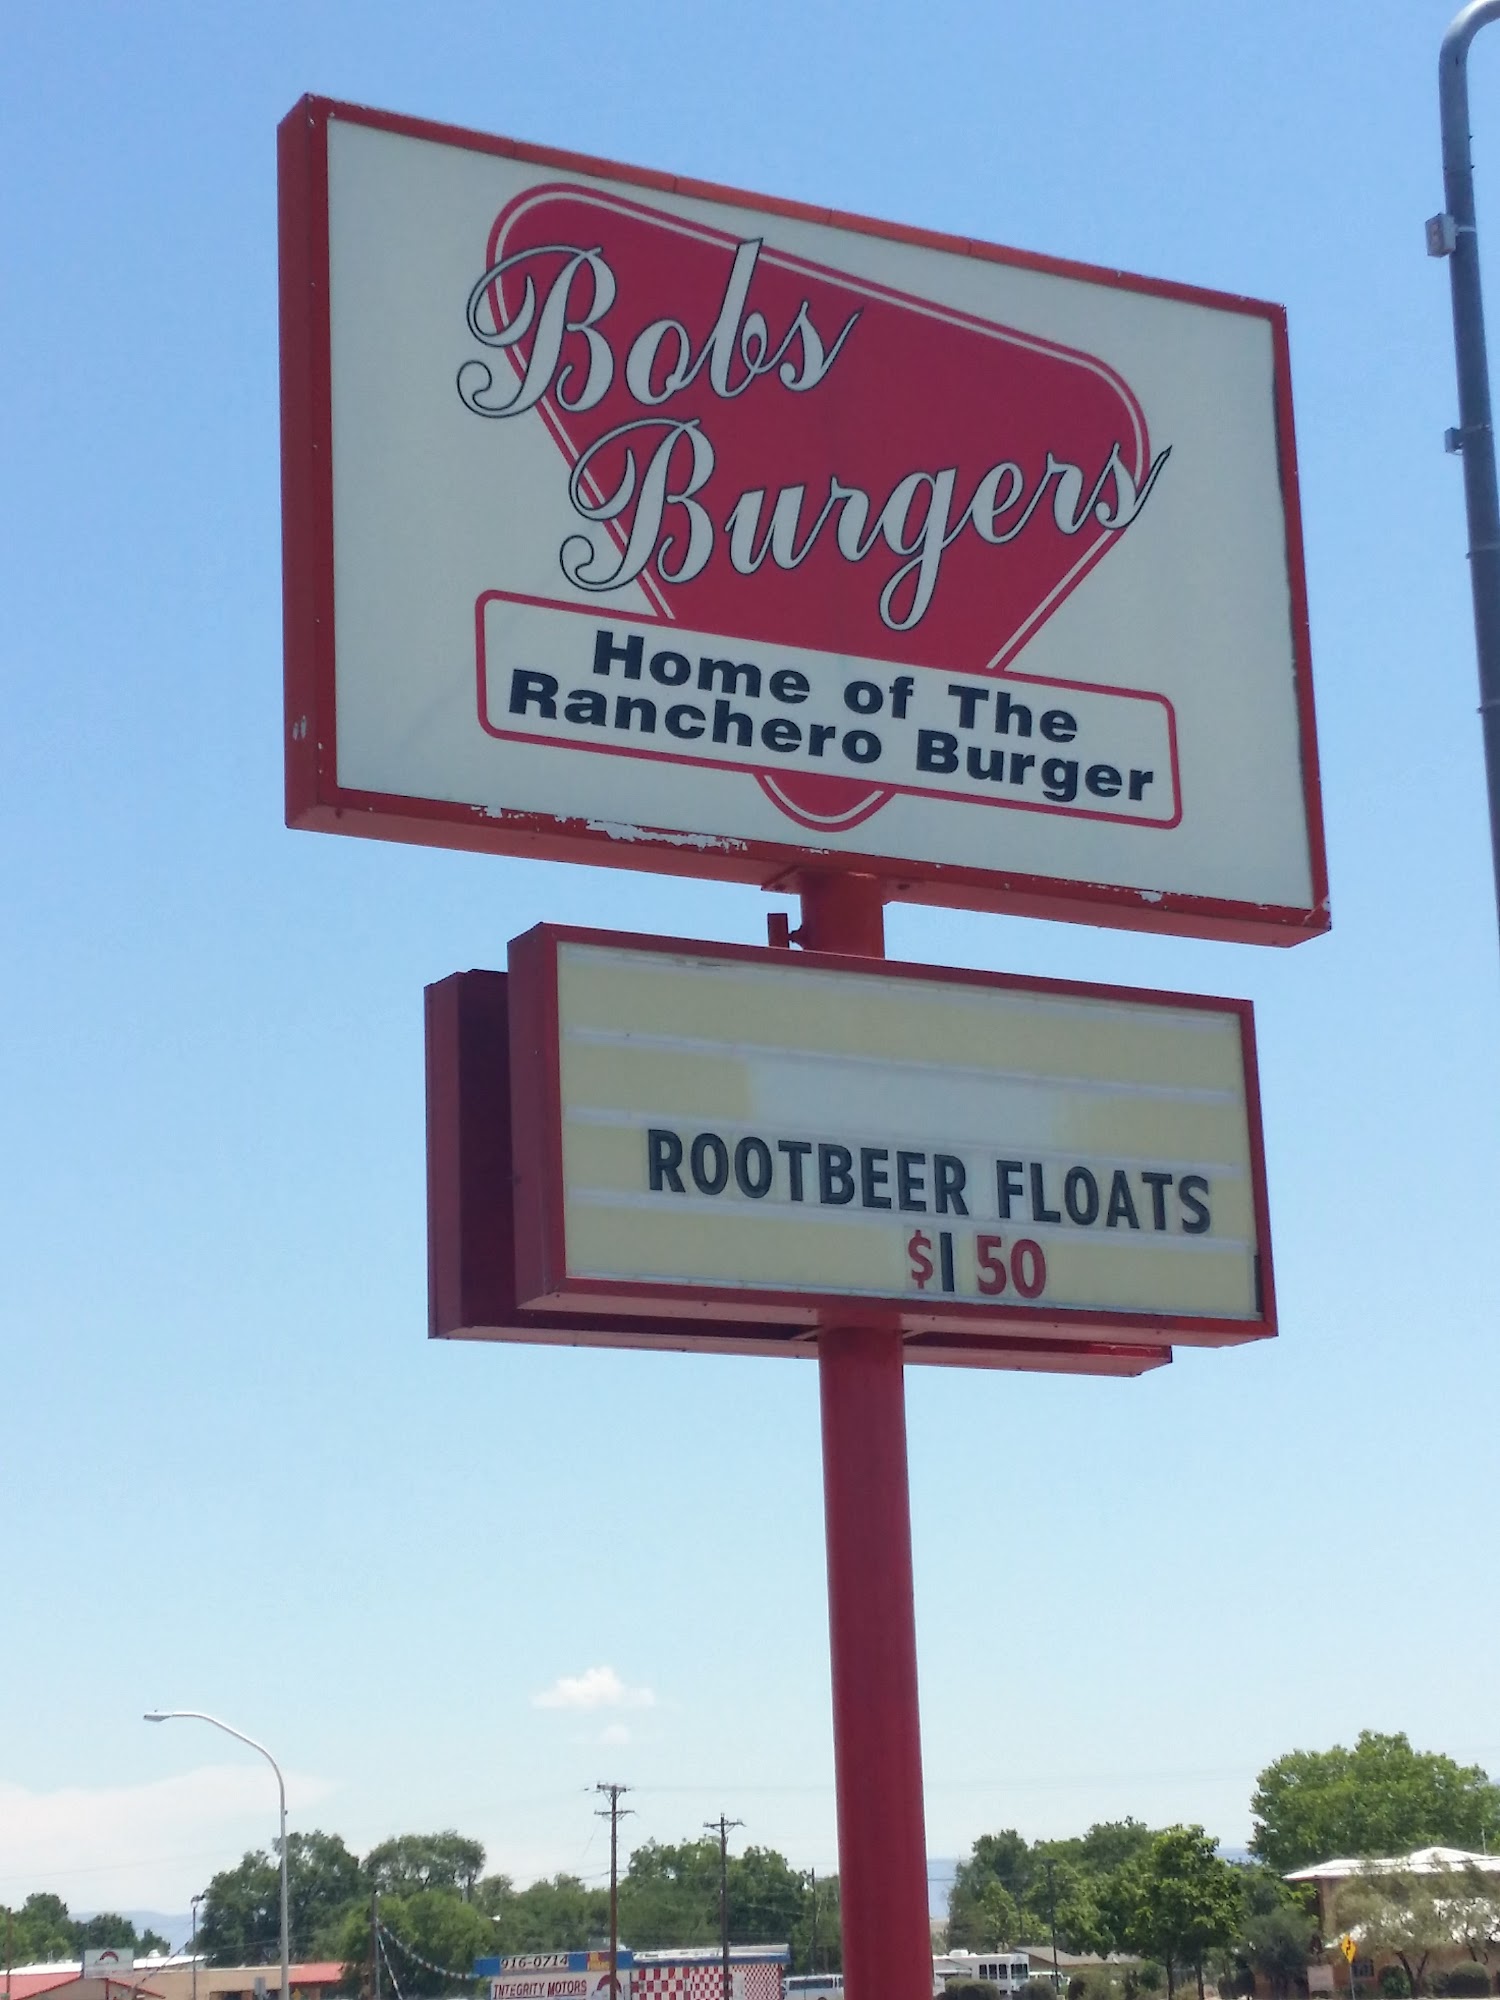 Bobs
Burgers
Home of The
Ranchero Burger
ROOTBEER FLOATS
$1 50
916-0714
INTEGRITY MOTORS